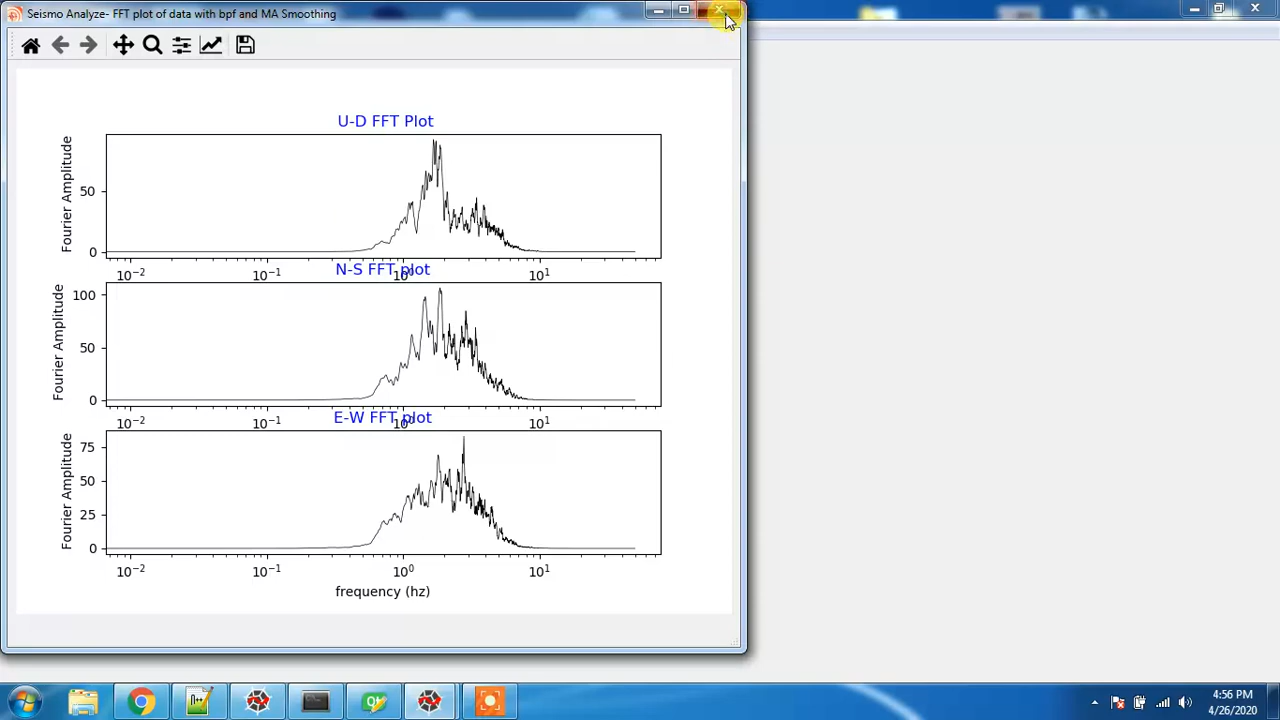 Seismo Analyze- FFT plot of data with bpf and MA Smoothing
U-D FFT Plot
Fourier Amplitude
50
0
10⁻² 10⁻¹ 10⁰ 10¹
N-S FFT plot
Fourier Amplitude
100
50
0
10⁻² 10⁻¹ 10⁰ 10¹
E-W FFT plot
Fourier Amplitude
75
50
25
0
10⁻² 10⁻¹ 10⁰ 10¹
frequency (hz)
4:56 PM
4/26/2020